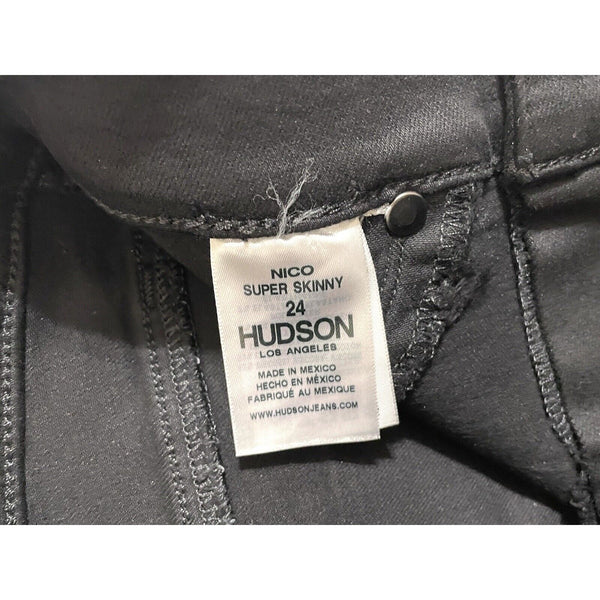 NICO
SUPER SKINNY
24
HUDSON
LOS ANGELES
MADE IN MEXICO
HECHO EN MÉXICO
FABRIQUÉ AU MEXIQUE
WWW.HUDSONJEANS.COM